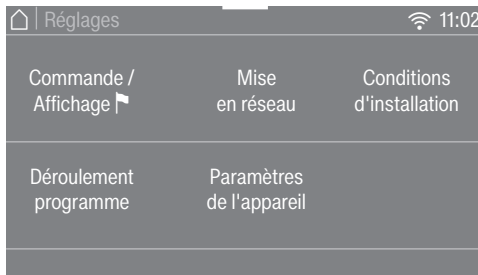 Réglages 11:02
Commande /
Affichage
Mise
en réseau
Conditions
d'installation
Déroulement
programme
Paramètres
de l'appareil